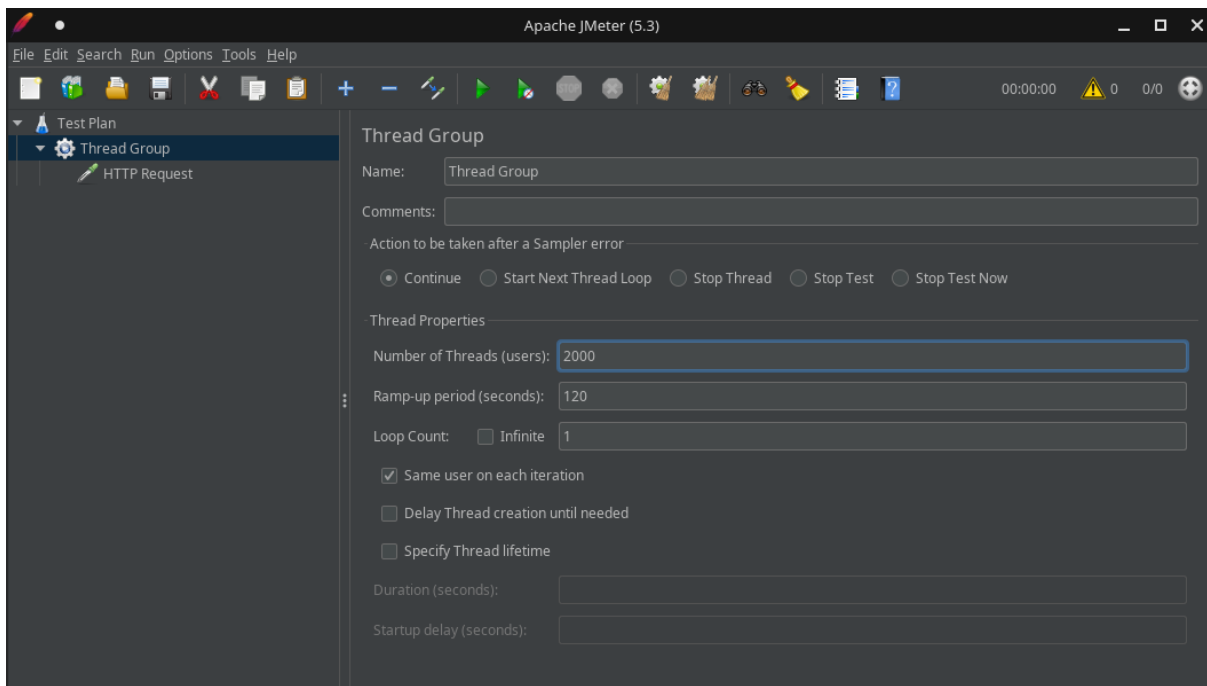 Apache JMeter (5.3)
File Edit Search Run Options Tools Help
STOP
00:00:00 0 0/0
Test Plan
Thread Group
HTTP Request
Thread Group
Name: Thread Group
Comments:
Action to be taken after a Sampler error
Continue Start Next Thread Loop Stop Thread Stop Test Stop Test Now
Thread Properties
Number of Threads (users): 2000
Ramp-up period (seconds): 120
Loop Count: Infinite 1
Same user on each iteration
Delay Thread creation until needed
Specify Thread lifetime
Duration (seconds):
Startup delay (seconds):